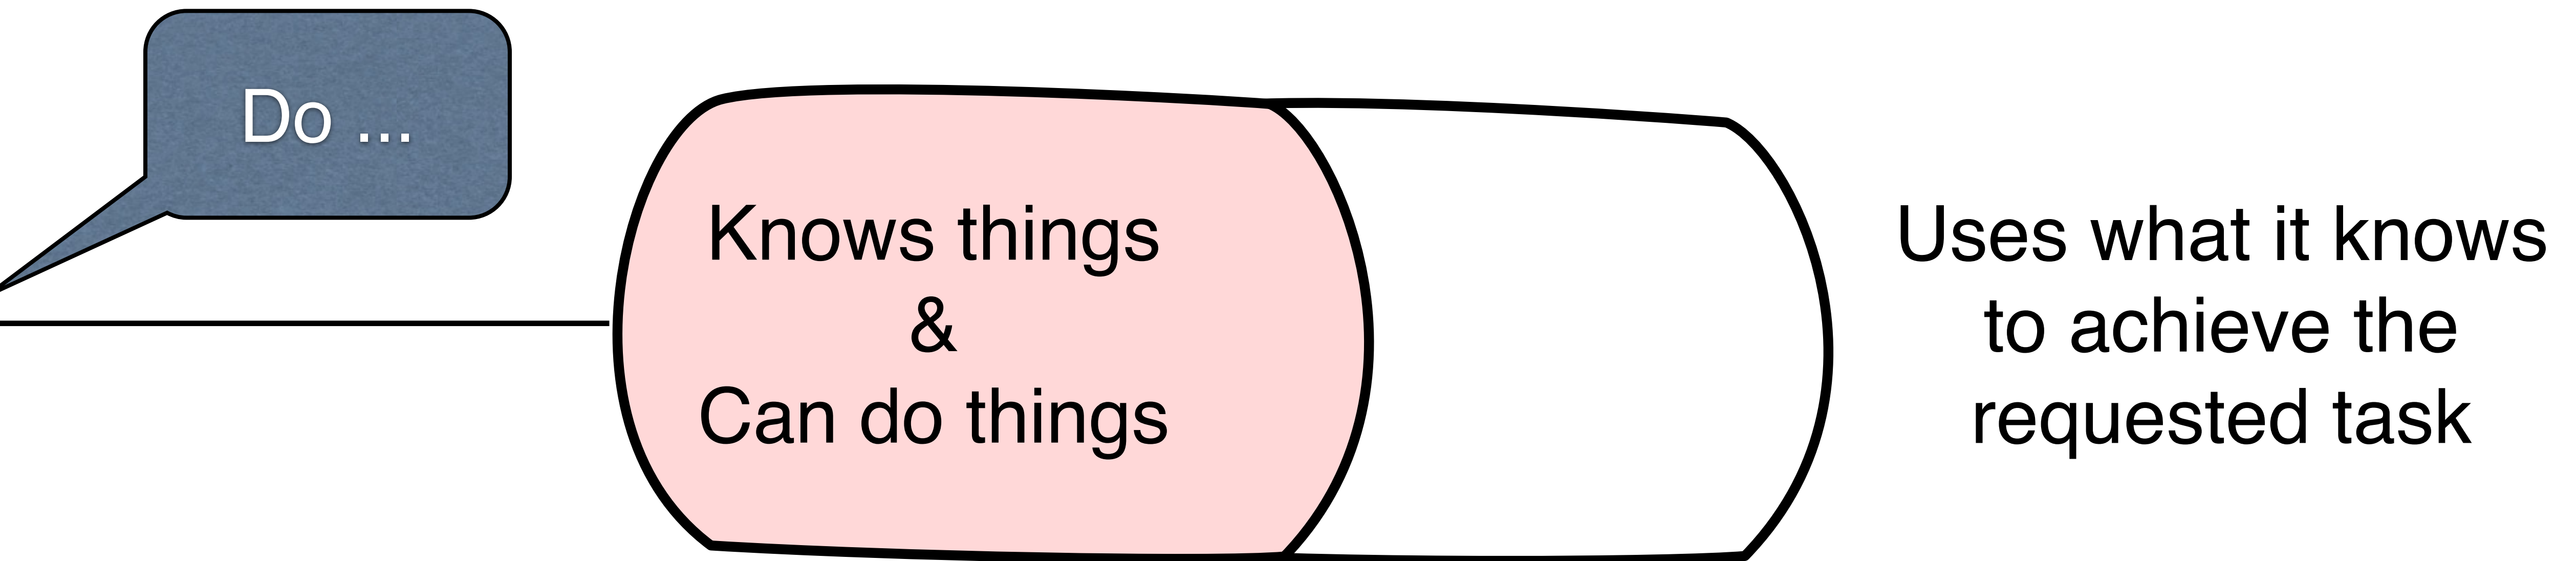 Do ...
Knows things
&
Can do things
Uses what it knows
to achieve the
requested task